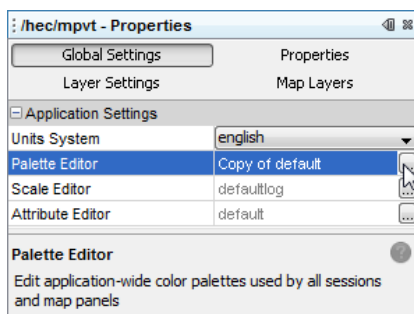 /hec/mpvt - Properties
Global Settings Properties
Layer Settings Map Layers
Application Settings
Units System english
Palette Editor Copy of default ...
Scale Editor defaultlog ...
Attribute Editor default ...
Palette Editor ?
Edit application-wide color palettes used by all sessions
and map panels